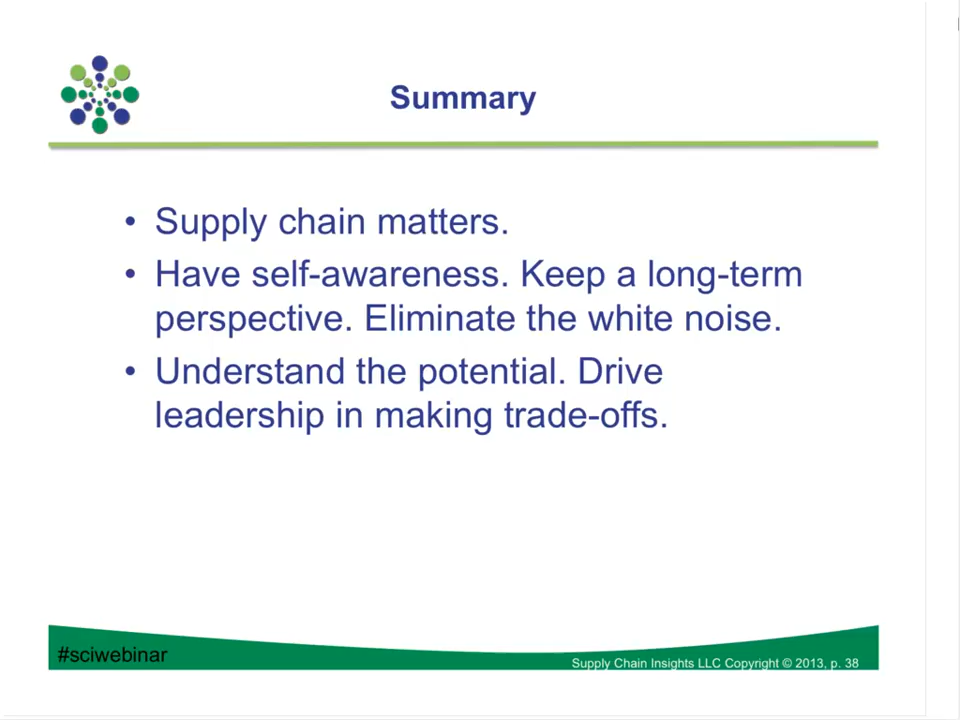 Summary
• Supply chain matters.
• Have self-awareness. Keep a long-term
perspective. Eliminate the white noise.
• Understand the potential. Drive
leadership in making trade-offs.
#sciwebinar
Supply Chain Insights LLC Copyright © 2013, p. 38